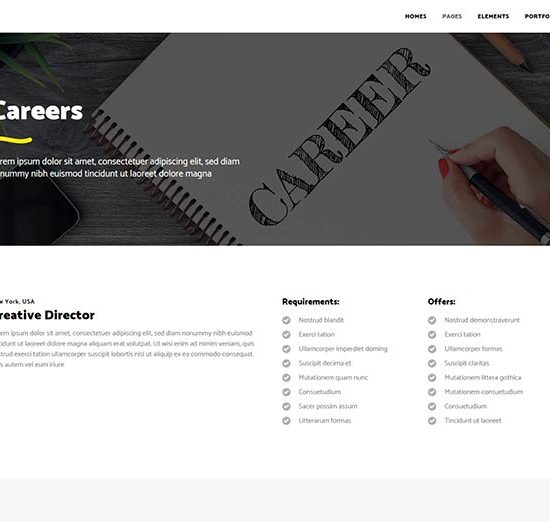 HOMES PAGES ELEMENTS PORTFO
Careers
CAREER
rem ipsum dolor sit amet, consectetuer adipiscing elit, sed diam
nummy nibh euismod tincidunt ut laoreet dolore magna
w York, USA
reative Director
rem ipsum dolor sit amet, consectetuer adipiscing elit, sed diam nonummy nibh euismod
cidunt ut laoreet dolore magna aliquam erat volutpat. Ut wisi enim ad minim veniam, quis
strud exerci tation ullamcorper suscipit lobortis nisl ut aliquip ex ea commodo consequat.
s autem vel eum iriure
Requirements:
Nostrud blandit
Exerci tation
Ullamcorper imperdiet doming
Suscipit decima et
Mutationem quam nunc
Consuetudium
Sacer possim assum
Litterarum formas
Offers:
Nostrud demonstraverunt
Exerci tation
Ullamcorper formas
Suscipit claritas
Mutationem littera gothica
Mutationem consuetudium
Consuetudium
Tincidunt ut laoreet